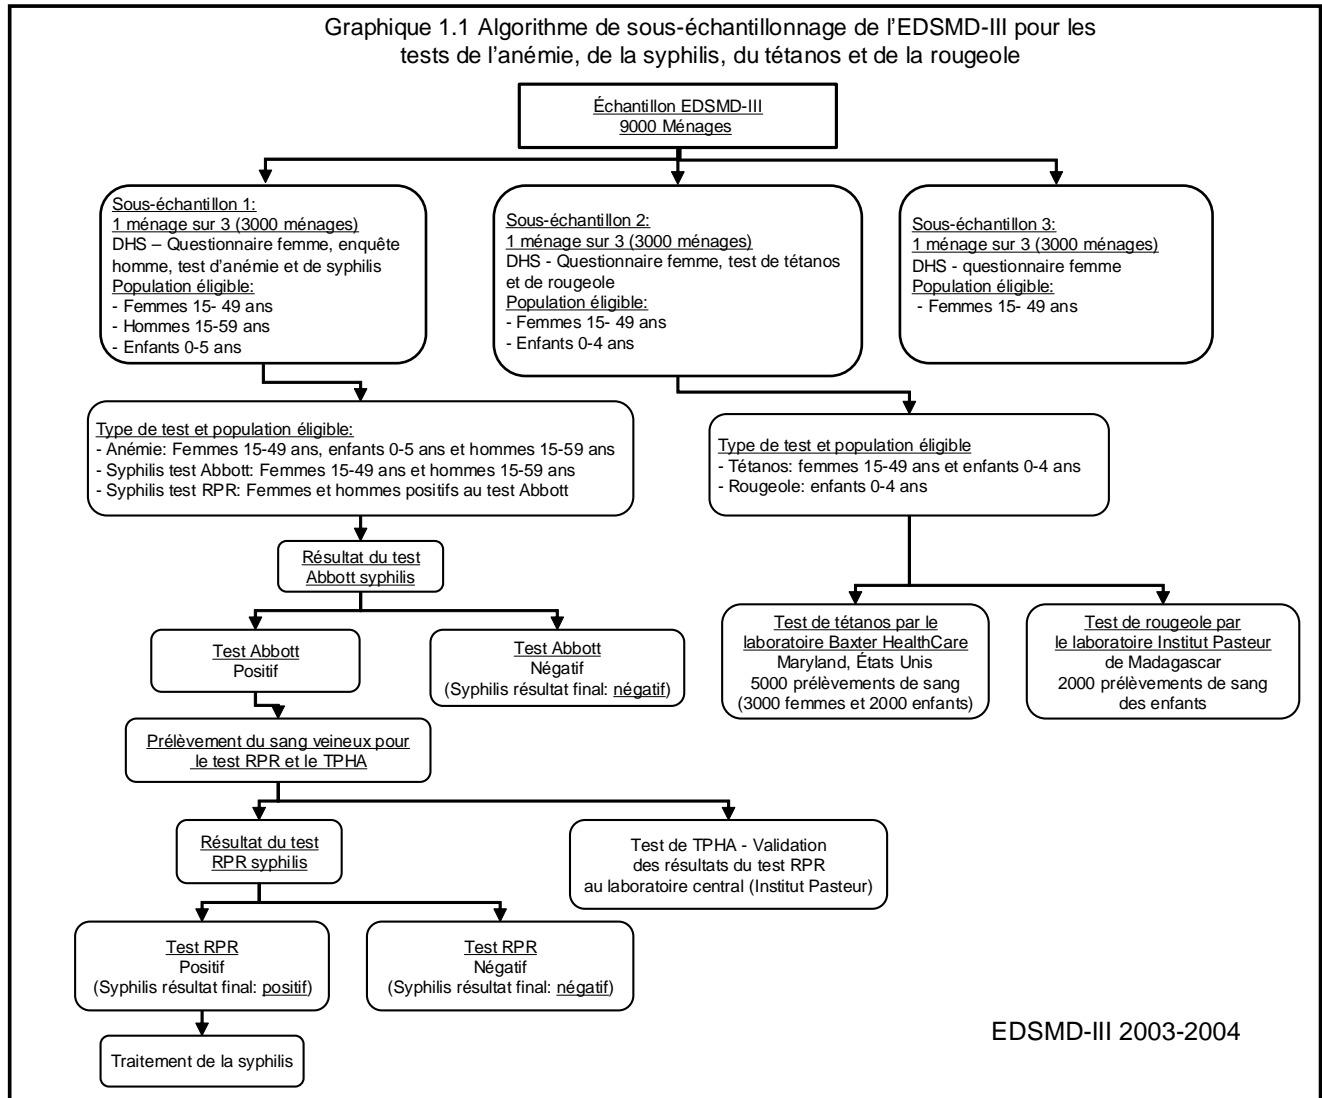 Graphique 1.1 Algorithme de sous-échantillonnage de l'EDSMD-III pour les
tests de l'anémie, de la syphilis, du tétanos et de la rougeole
Échantillon EDSMD-III
9000 Ménages
Sous-échantillon 1:
1 ménage sur 3 (3000 ménages)
DHS – Questionnaire femme, enquête
homme, test d'anémie et de syphilis
Population éligible:
- Femmes 15- 49 ans
- Hommes 15-59 ans
- Enfants 0-5 ans
Sous-échantillon 2:
1 ménage sur 3 (3000 ménages)
DHS - Questionnaire femme, test de tétanos
et de rougeole
Population éligible:
- Femmes 15- 49 ans
- Enfants 0-4 ans
Sous-échantillon 3:
1 ménage sur 3 (3000 ménages)
DHS - questionnaire femme
Population éligible:
- Femmes 15- 49 ans
Type de test et population éligible:
- Anémie: Femmes 15-49 ans, enfants 0-5 ans et hommes 15-59 ans
- Syphilis test Abbott: Femmes 15-49 ans et hommes 15-59 ans
- Syphilis test RPR: Femmes et hommes positifs au test Abbott
Type de test et population éligible
- Tétanos: femmes 15-49 ans et enfants 0-4 ans
- Rougeole: enfants 0-4 ans
Résultat du test
Abbott syphilis
Test Abbott
Positif
Test Abbott
Négatif
(Syphilis résultat final: négatif)
Test de tétanos par le
laboratoire Baxter HealthCare
Maryland, États Unis
5000 prélèvements de sang
(3000 femmes et 2000 enfants)
Test de rougeole par
le laboratoire Institut Pasteur
de Madagascar
2000 prélèvements de sang
des enfants
Prélèvement du sang veineux pour
le test RPR et le TPHA
Résultat du test
RPR syphilis
Test de TPHA - Validation
des résultats du test RPR
au laboratoire central (Institut Pasteur)
Test RPR
Positif
(Syphilis résultat final: positif)
Test RPR
Négatif
(Syphilis résultat final: négatif)
Traitement de la syphilis
EDSMD-III 2003-2004